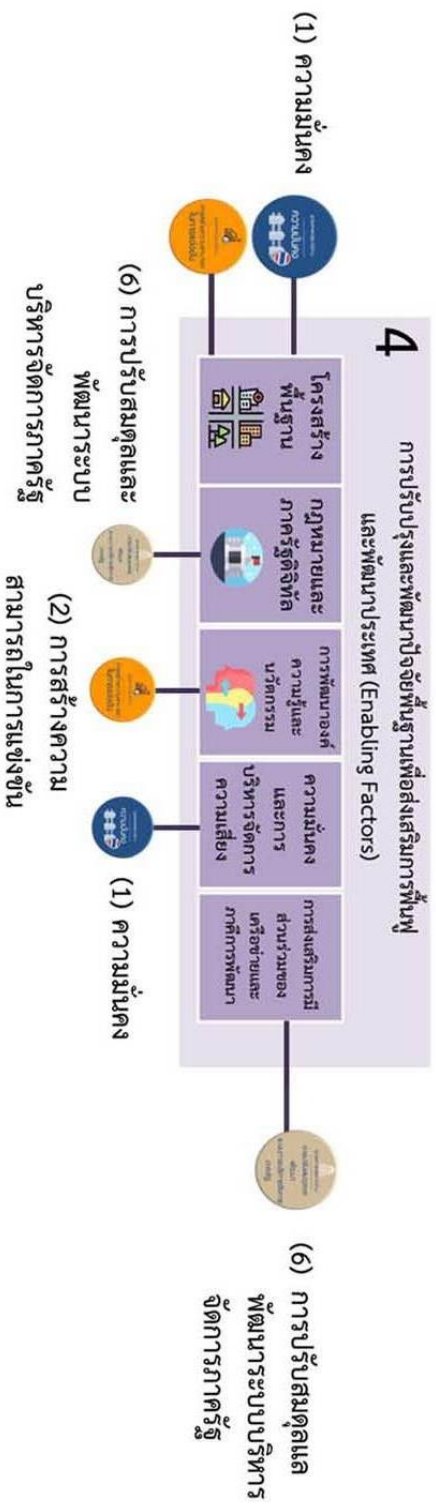 4
การปรับปรุงและพัฒนาปัจจัยพื้นฐานเพื่อส่งเสริมการฟื้นฟู
และพัฒนาประเทศ (Enabling Factors)
(1) ความมั่นคง
ความมั่นคง
โครงสร้าง
พื้นฐาน
กฎหมายและ
ภาครัฐดิจิทัล
การพัฒนาองค์
ความรู้และ
นวัตกรรม
ความมั่นคง
และการ
บริหารจัดการ
ความเสี่ยง
การส่งเสริมการมี
ส่วนร่วมของ
เครือข่ายและ
ภาคีการพัฒนา
(6) การปรับสมดุลและ
พัฒนาระบบ
บริหารจัดการภาครัฐ
(2) การสร้างความ
สามารถในการแข่งขัน
ความมั่นคง
(1) ความมั่นคง
(6) การปรับสมดุลแล
พัฒนาระบบบริหาร
จัดการภาครัฐ